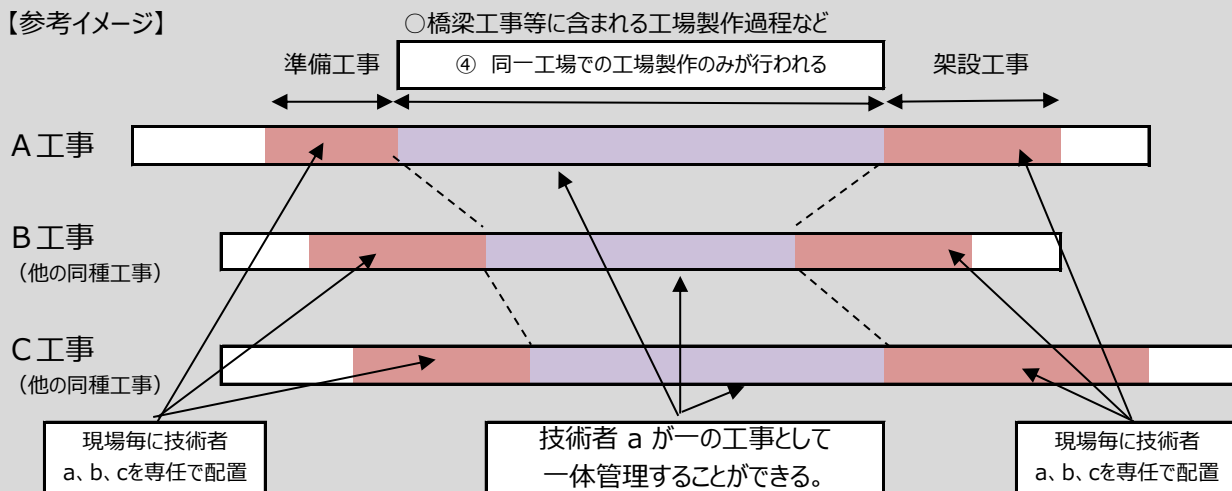 【参考イメージ】
○橋梁工事等に含まれる工場製作過程など
準備工事
④ 同一工場での工場製作のみが行われる
架設工事
A工事
B工事
(他の同種工事)
C工事
(他の同種工事)
現場毎に技術者
a、b、cを専任で配置
技術者 a が一の工事として
一体管理することができる。
現場毎に技術者
a、b、cを専任で配置